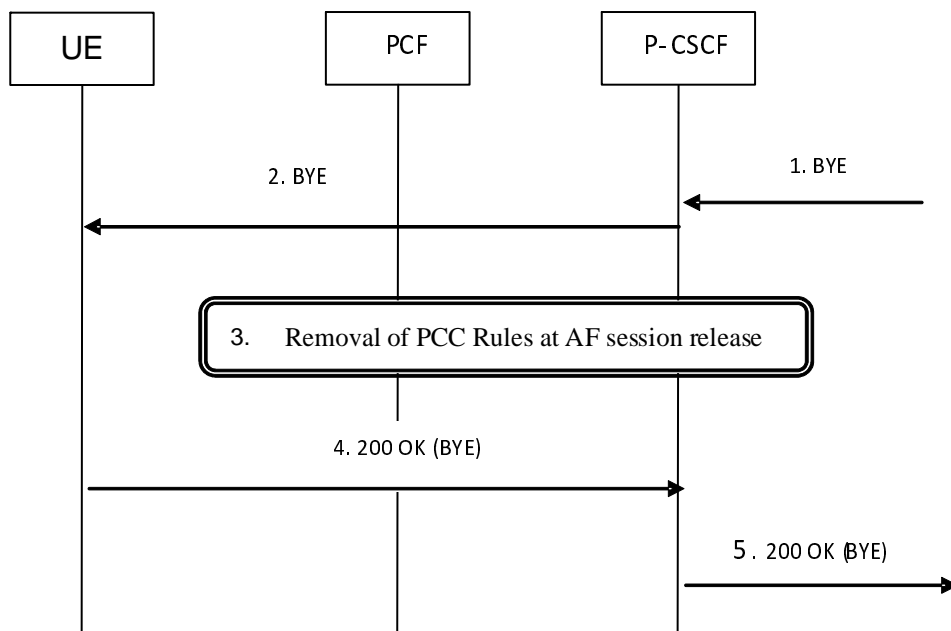 UE
PCF
P-CSCF
1. BYE
2. BYE
3. Removal of PCC Rules at AF session release
4. 200 OK (BYE)
5. 200 OK (BYE)